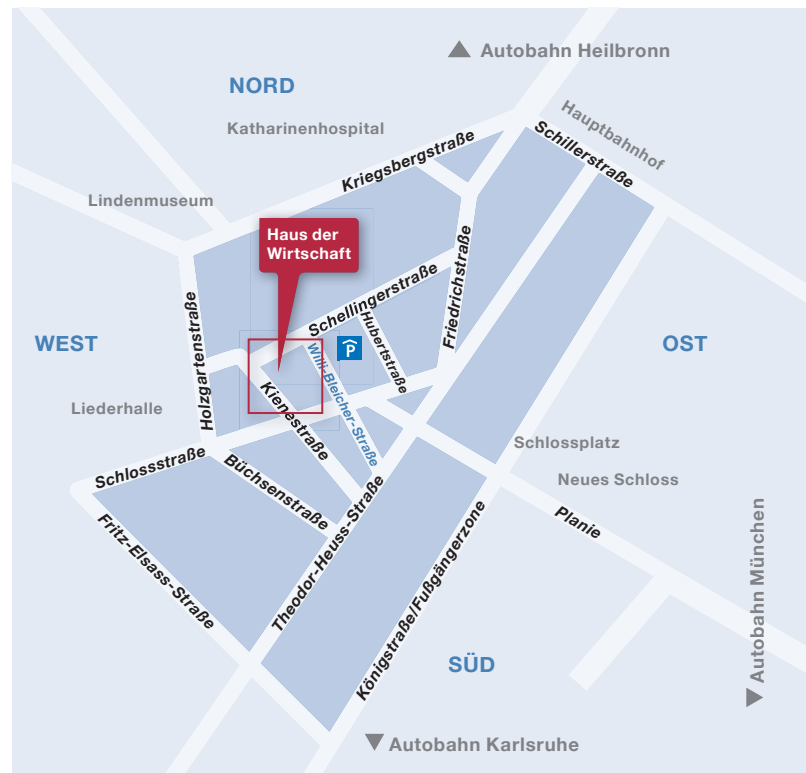 Autobahn Heilbronn
NORD
Hauptbahnhof
Katharinenhospital
Schillerstraße
Kriegsbergstraße
Lindenmuseum
Haus der
Wirtschaft
Schellingerstraße
Friedrichstraße
Holzgartenstraße
Hubertstraße
WEST
P
OST
Willi-Bleicher-Straße
Kienestraße
Liederhalle
Schlossplatz
Schlossstraße
Büchsenstraße
Neues Schloss
Planie
Fritz-Elsass-Straße
Theodor-Heuss-Straße
Königstraße/Fußgängerzone
Autobahn München
SÜD
Autobahn Karlsruhe